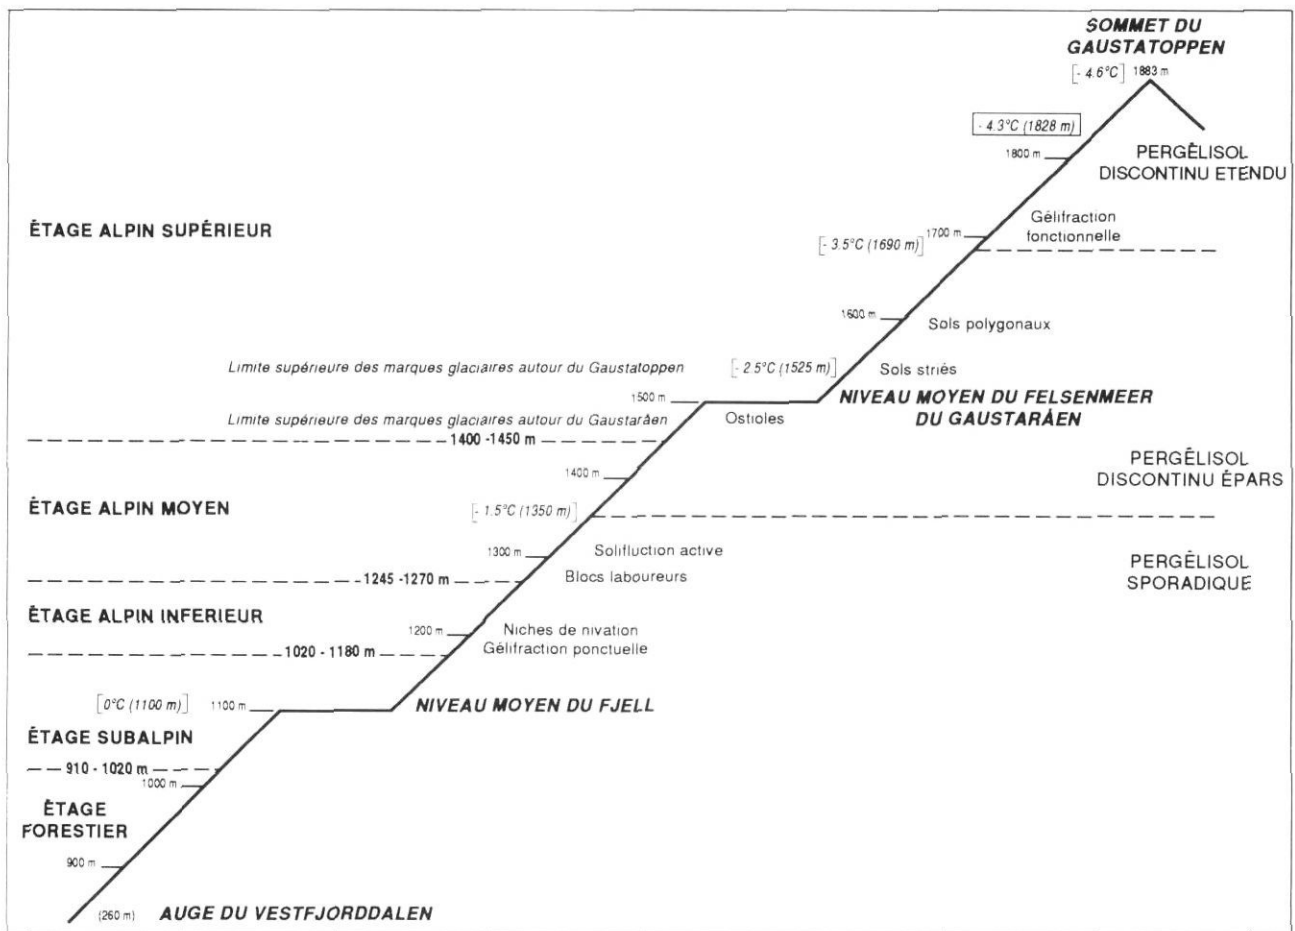 SOMMET DU
GAUSTATOPPEN
[- 4.6°C] 1883 m
- 4.3°C (1828 m)
1800 m
PERGÉLISOL
DISCONTINU ETENDU
ÉTAGE ALPIN SUPÉRIEUR
Gélifraction
fonctionnelle
[- 3.5°C (1690 m)] 1700 m
1600 m
Sols polygonaux
Limite supérieure des marques glaciaires autour du Gaustatoppen
[- 2.5°C (1525 m)]
Sols striés
1500 m
NIVEAU MOYEN DU FELSENMEER
DU GAUSTARÅEN
Limite supérieure des marques glaciaires autour du Gaustaråen
Ostioles
1400 -1450 m
PERGÉLISOL
DISCONTINU ÉPARS
1400 m
ÉTAGE ALPIN MOYEN
[- 1.5°C (1350 m)]
1300 m
Solifluction active
PERGÉLISOL
SPORADIQUE
1245 -1270 m
Blocs laboureurs
ÉTAGE ALPIN INFERIEUR
1200 m
Niches de nivation
Gélifraction ponctuelle
1020 - 1180 m
[0°C (1100 m)] 1100 m
NIVEAU MOYEN DU FJELL
ÉTAGE SUBALPIN
910 - 1020 m
1000 m
ÉTAGE
FORESTIER
900 m
(260 m) AUGE DU VESTFJORDDALEN